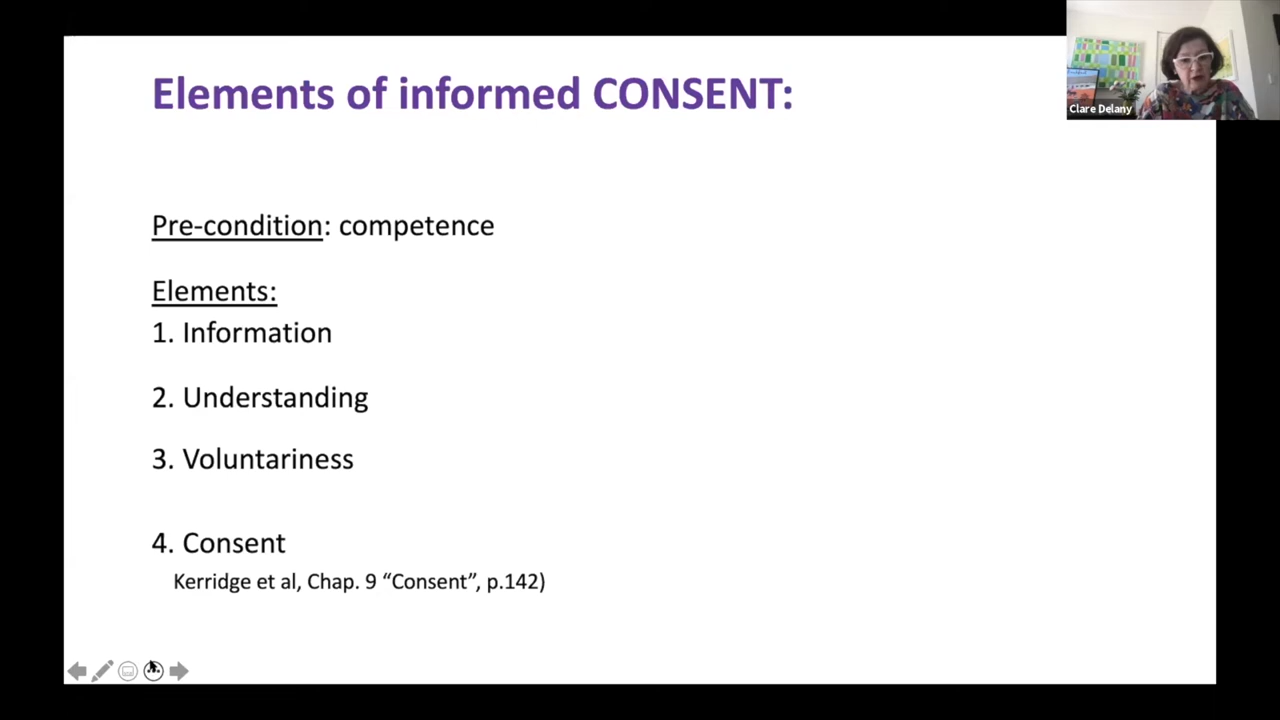 Elements of informed CONSENT:
Clare Delany
Pre-condition: competence
Elements:
1. Information
2. Understanding
3. Voluntariness
4. Consent
Kerridge et al, Chap. 9 “Consent”, p.142)